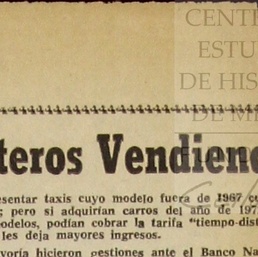 CENT
ESTU
DE HIS
DE M
teros Vendien
esentar taxis cuyo modelo fuera de 1967 c
; pero si adquirían carros del año de 197
odelos, podían cobrar la tarifa "tiempo-dist
les deja mayores ingresos.
ayoría hicieron gestiones ante el Banco Na